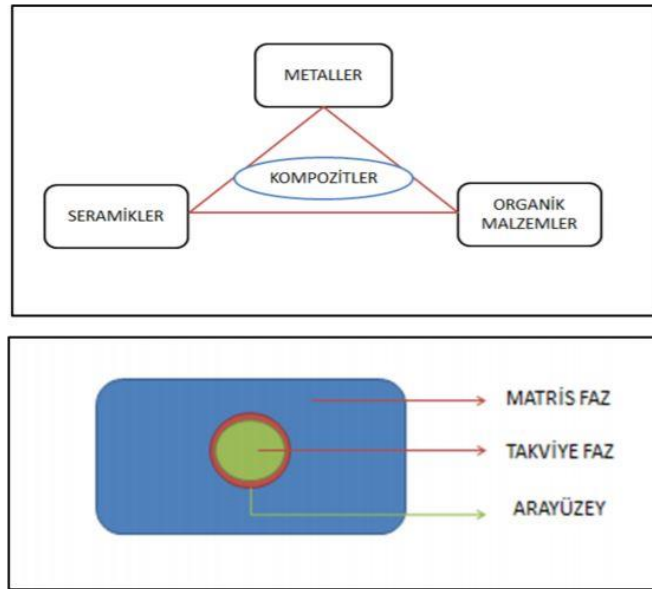 METALLER
KOMPOZİTLER
SERAMİKLER
ORGANİK
MALZEMLER
MATRİS FAZ
TAKVİYE FAZ
ARAYÜZEY